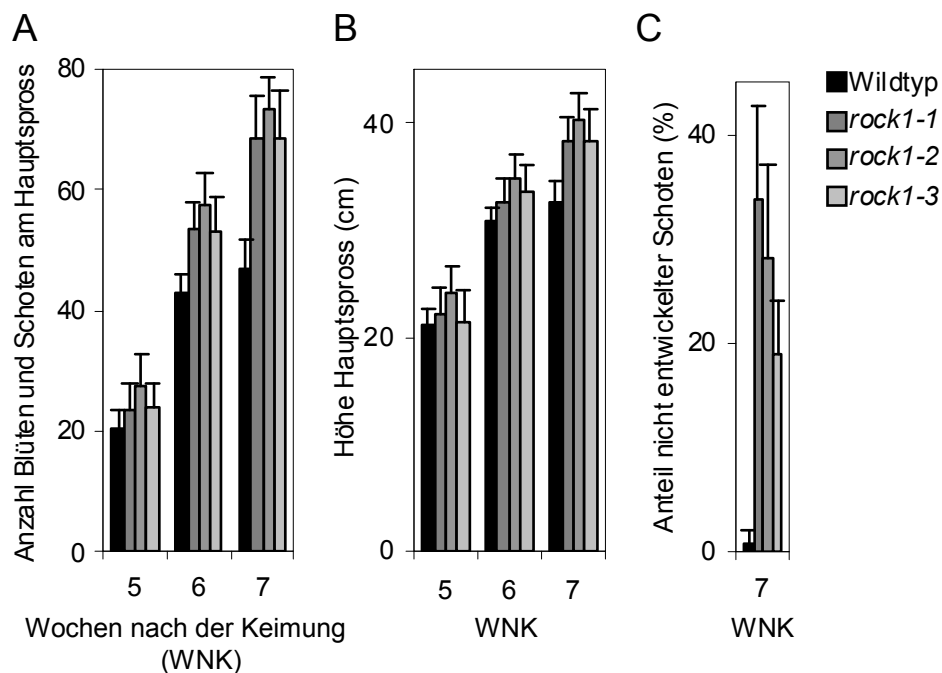 A
Anzahl Blüten und Schoten am Hauptspross
80
60
40
20
0
5 6 7
Wochen nach der Keimung
(WNK)
B
Höhe Hauptspross (cm)
40
20
0
5 6 7
WNK
C
Anteil nicht entwickelter Schoten (%)
40
20
0
7
WNK
Wildtyp
rock1-1
rock1-2
rock1-3